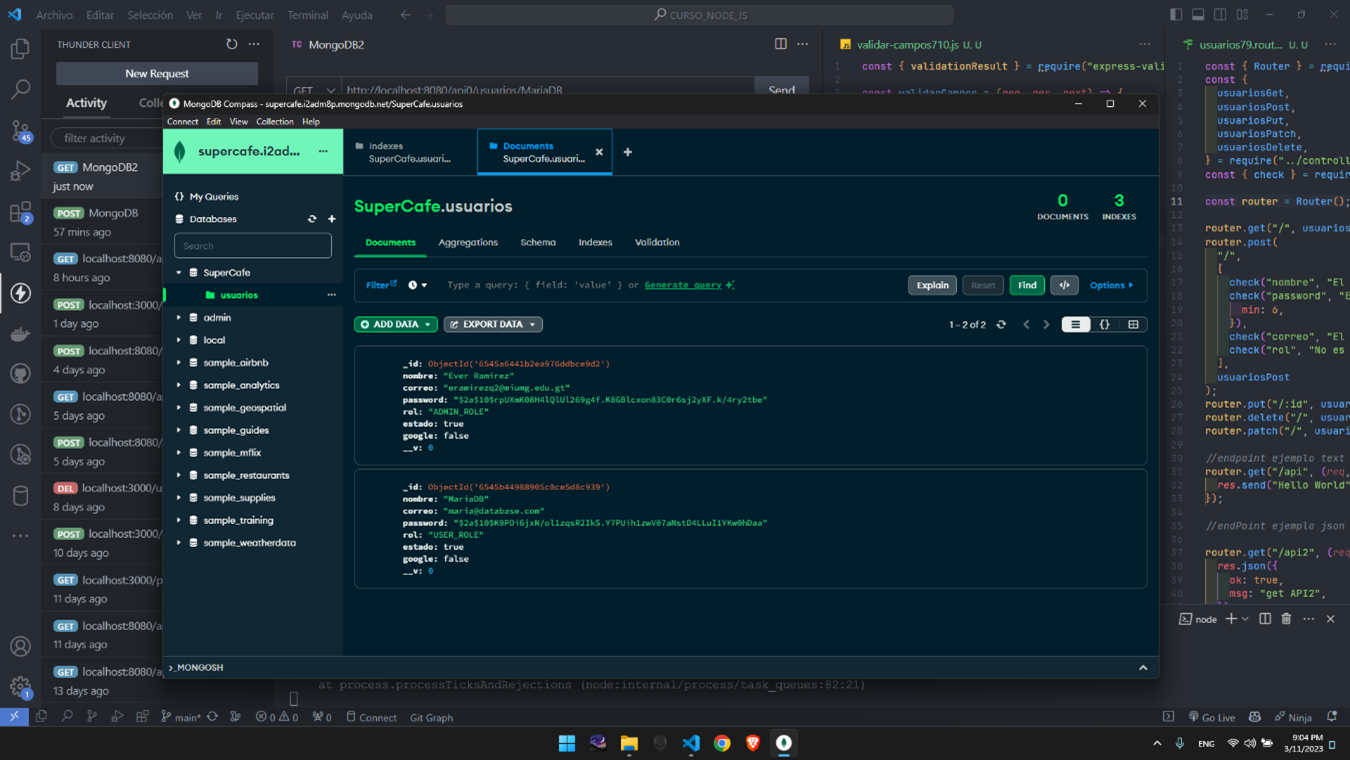 Archivo Editar Selección Ver Ir Ejecutar Terminal Ayuda
CURSO_NODE_JS
THUNDER CLIENT
New Request
Activity
filter activity
GET MongoDB2
just now
POST MongoDB
57 mins ago
GET localhost:8080/a
8 hours ago
POST localhost:3000/
1 day ago
POST localhost:8080/
4 days ago
GET localhost:8080/a
5 days ago
POST localhost:8080/
5 days ago
DEL localhost:3000/u
8 days ago
POST localhost:3000/
10 days ago
GET localhost:3000/p
11 days ago
GET localhost:8080/a
11 days ago
GET localhost:8080/a
13 days ago
45
2
1
TC MongoDB2
GET http://localhost:8080/api0/usuarios/MariaDB Send
MongoDB Compass - supercafe.i2adm8p.mongodb.net/SuperCafe.usuarios
Connect Edit View Collection Help
supercafe.i2ad... ...
{} My Queries
Databases
Search
SuperCafe
usuarios ...
admin
local
sample_airbnb
sample_analytics
sample_geospatial
sample_guides
sample_mflix
sample_restaurants
sample_supplies
sample_training
sample_weatherdata
Indexes
SuperCafe.usuari...
Documents
SuperCafe.usuari...
SuperCafe.usuarios
0
DOCUMENTS
3
INDEXES
Documents Aggregations Schema Indexes Validation
Filter Type a query: { field: 'value' } or Generate query Explain Reset Find </> Options
ADD DATA EXPORT DATA 1 – 2 of 2 {}
_id: ObjectId('6545a6441b2ea976ddbce9d2')
nombre: "Ever Ramirez"
correo: "eramirezq2@miumg.edu.gt"
password: "$2a$10$rpUXmK08H4lQlUl269g4f.K8GBlcxon83C0r6sj2yXF.k/4ry2tbe"
rol: "ADMIN_ROLE"
estado: true
google: false
__v: 0
_id: ObjectId('6545b44988905c0ce5d8c939')
nombre: "MariaDB"
correo: "maria@database.com"
password: "$2a$10$K9POi6jxN/ol1zqsR2IkS.Y7PUih1zwV07aNstD4LLuI1YKw0hDaa"
rol: "USER_ROLE"
estado: true
google: false
__v: 0
>_MONGOSH
at process.processTicksAndRejections (node:internal/process/task_queues:82:21)
validar-campos710.js U, U
1 const { validationResult } = require("express-vali
2
usuarios79.rout... U, U
1 const { Router } = requi
2 const {
3 usuariosGet,
4 usuariosPost,
5 usuariosPut,
6 usuariosPatch,
7 usuariosDelete,
8 } = require("../controll
9 const { check } = requir
10
11 const router = Router();
12
13 router.get("/", usuarios
14 router.post(
15 "/",
16 [
17 check("nombre", "El
18 check("password", "E
19 min: 6,
20 }),
21 check("correo", "El
22 check("rol", "No es
23 ],
24 usuariosPost
25 );
26 router.put("/:id", usuar
27 router.delete("/", usuar
28 router.patch("/", usuari
29
30 //endpoint ejemplo text
31 router.get("/api", (req,
32 res.send("Hello World"
33 });
34
35 //endPoint ejemplo json
36
37 router.get("/api2", (req
38 res.json({
39 ok: true,
40 msg: "get API2",
node
main* 0 0 0 Connect Git Graph
Go Live Ninja
ENG
9:04 PM
3/11/2023